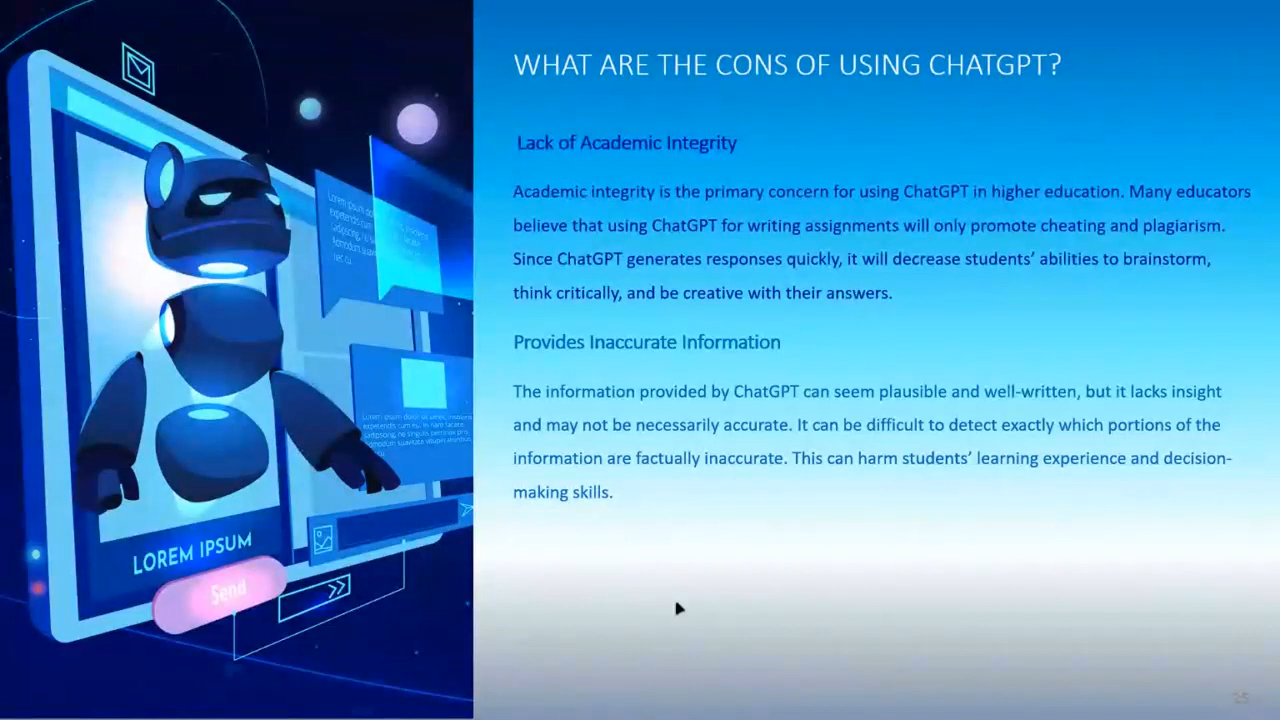 WHAT ARE THE CONS OF USING CHATGPT?
Lack of Academic Integrity
Academic integrity is the primary concern for using ChatGPT in higher education. Many educators
believe that using ChatGPT for writing assignments will only promote cheating and plagiarism.
Since ChatGPT generates responses quickly, it will decrease students’ abilities to brainstorm,
think critically, and be creative with their answers.
Provides Inaccurate Information
The information provided by ChatGPT can seem plausible and well-written, but it lacks insight
and may not be necessarily accurate. It can be difficult to detect exactly which portions of the
information are factually inaccurate. This can harm students’ learning experience and decision-
making skills.
LOREM IPSUM
Send